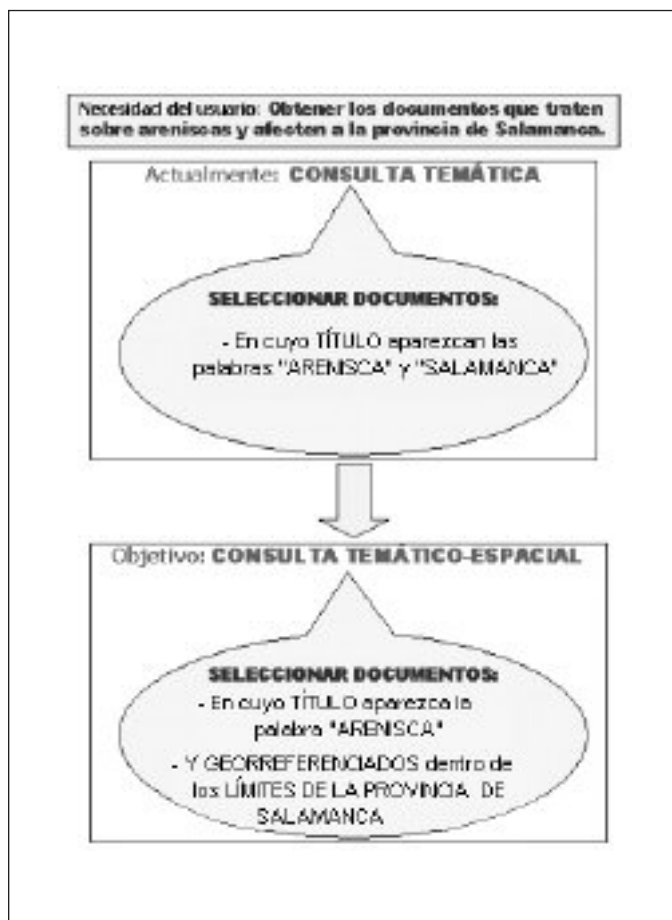 Necesidad del usuario: Obtener los documentos que traten
sobre areniscas y afecten a la provincia de Salamanca.
Actualmente: CONSULTA TEMÁTICA
SELECCIONAR DOCUMENTOS:
- En cuyo TÍTULO aparezcan las
palabras "ARENISCA" y "SALAMANCA"
Objetivo: CONSULTA TEMÁTICO-ESPACIAL
SELECCIONAR DOCUMENTOS:
- En cuyo TÍTULO aparezca la
palabra "ARENISCA"
- Y GEORREFERENCIADOS dentro de
los LÍMITES DE LA PROVINCIA DE
SALAMANCA